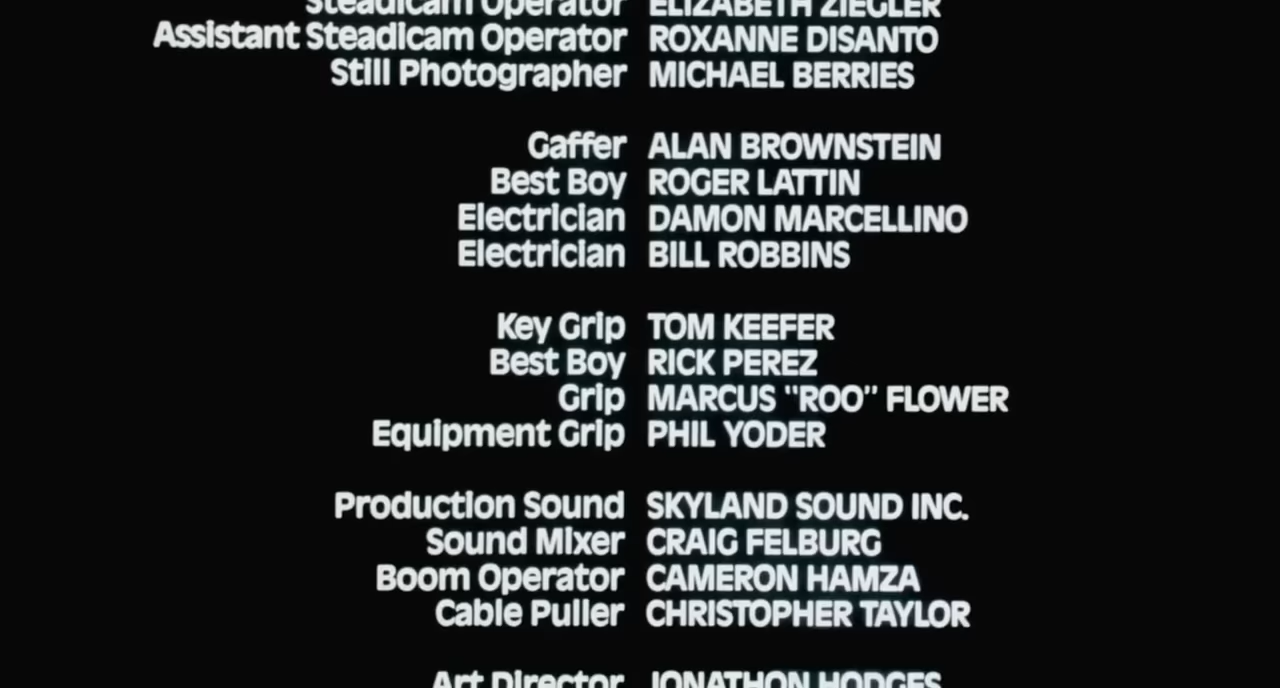 Steadicam Operator ELIZABETH ZIEGLER
Assistant Steadicam Operator ROXANNE DISANTO
Still Photographer MICHAEL BERRIES
Gaffer ALAN BROWNSTEIN
Best Boy ROGER LATTIN
Electrician DAMON MARCELLINO
Electrician BILL ROBBINS
Key Grip TOM KEEFER
Best Boy RICK PEREZ
Grip MARCUS "ROO" FLOWER
Equipment Grip PHIL YODER
Production Sound SKYLAND SOUND INC.
Sound Mixer CRAIG FELBURG
Boom Operator CAMERON HAMZA
Cable Puller CHRISTOPHER TAYLOR
Art Director JONATHON HODGES